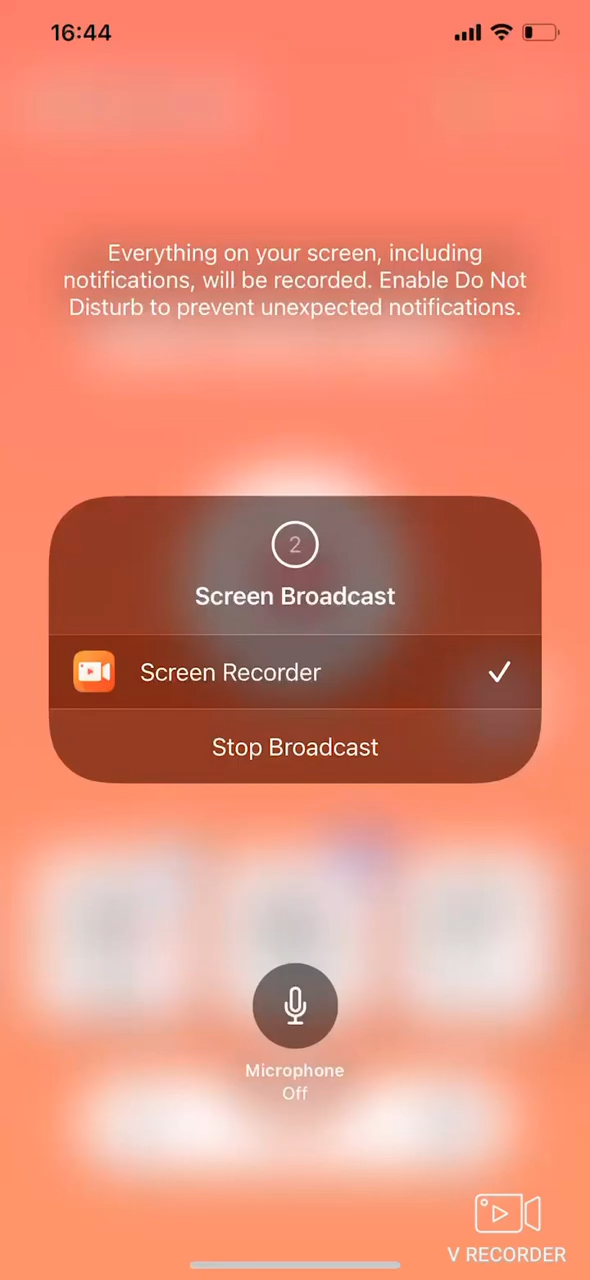 16:44
Everything on your screen, including
notifications, will be recorded. Enable Do Not
Disturb to prevent unexpected notifications.
2
Screen Broadcast
Screen Recorder
Stop Broadcast
Microphone
Off
V RECORDER